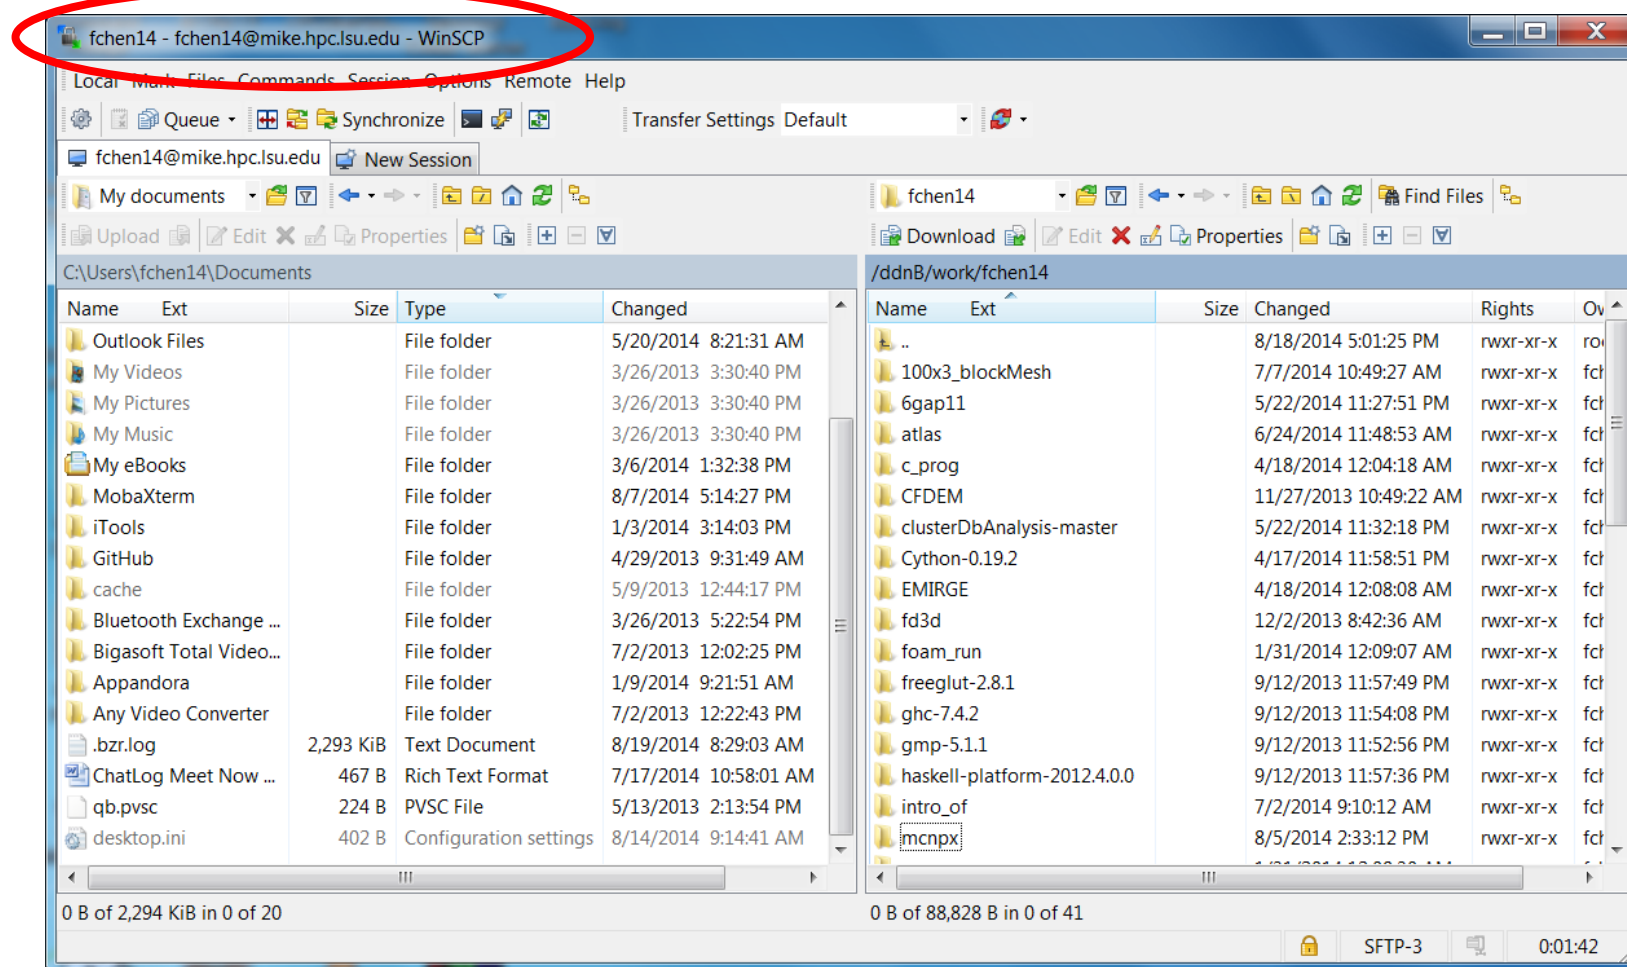 fchen14 - fchen14@mike.hpc.lsu.edu - WinSCP
Local Mark Files Commands Session Options Remote Help
Queue Synchronize Transfer Settings Default
fchen14@mike.hpc.lsu.edu New Session
My documents fchen14 Find Files
Upload Edit Properties Download Edit Properties
C:\Users\fchen14\Documents /ddnB/work/fchen14
Name Ext Size Type Changed Name Ext Size Changed Rights Ow
Outlook Files File folder 5/20/2014 8:21:31 AM .. 8/18/2014 5:01:25 PM rwxr-xr-x roo
My Videos File folder 3/26/2013 3:30:40 PM 100x3_blockMesh 7/7/2014 10:49:27 AM rwxr-xr-x fch
My Pictures File folder 3/26/2013 3:30:40 PM 6gap11 5/22/2014 11:27:51 PM rwxr-xr-x fch
My Music File folder 3/26/2013 3:30:40 PM atlas 6/24/2014 11:48:53 AM rwxr-xr-x fch
My eBooks File folder 3/6/2014 1:32:38 PM c_prog 4/18/2014 12:04:18 AM rwxr-xr-x fch
MobaXterm File folder 8/7/2014 5:14:27 PM CFDEM 11/27/2013 10:49:22 AM rwxr-xr-x fch
iTools File folder 1/3/2014 3:14:03 PM clusterDbAnalysis-master 5/22/2014 11:32:18 PM rwxr-xr-x fch
GitHub File folder 4/29/2013 9:31:49 AM Cython-0.19.2 4/17/2014 11:58:51 PM rwxr-xr-x fch
cache File folder 5/9/2013 12:44:17 PM EMIRGE 4/18/2014 12:08:08 AM rwxr-xr-x fch
Bluetooth Exchange ... File folder 3/26/2013 5:22:54 PM fd3d 12/2/2013 8:42:36 AM rwxr-xr-x fch
Bigasoft Total Video... File folder 7/2/2013 12:02:25 PM foam_run 1/31/2014 12:09:07 AM rwxr-xr-x fch
Appandora File folder 1/9/2014 9:21:51 AM freeglut-2.8.1 9/12/2013 11:57:49 PM rwxr-xr-x fch
Any Video Converter File folder 7/2/2013 12:22:43 PM ghc-7.4.2 9/12/2013 11:54:08 PM rwxr-xr-x fch
.bzr.log 2,293 KiB Text Document 8/19/2014 8:29:03 AM gmp-5.1.1 9/12/2013 11:52:56 PM rwxr-xr-x fch
ChatLog Meet Now ... 467 B Rich Text Format 7/17/2014 10:58:01 AM haskell-platform-2012.4.0.0 9/12/2013 11:57:36 PM rwxr-xr-x fch
qb.pvsc 224 B PVSC File 5/13/2013 2:13:54 PM intro_of 7/2/2014 9:10:12 AM rwxr-xr-x fch
desktop.ini 402 B Configuration settings 8/14/2014 9:14:41 AM mcnpx 8/5/2014 2:33:12 PM rwxr-xr-x fch
0 B of 2,294 KiB in 0 of 20 0 B of 88,828 B in 0 of 41
SFTP-3 0:01:42